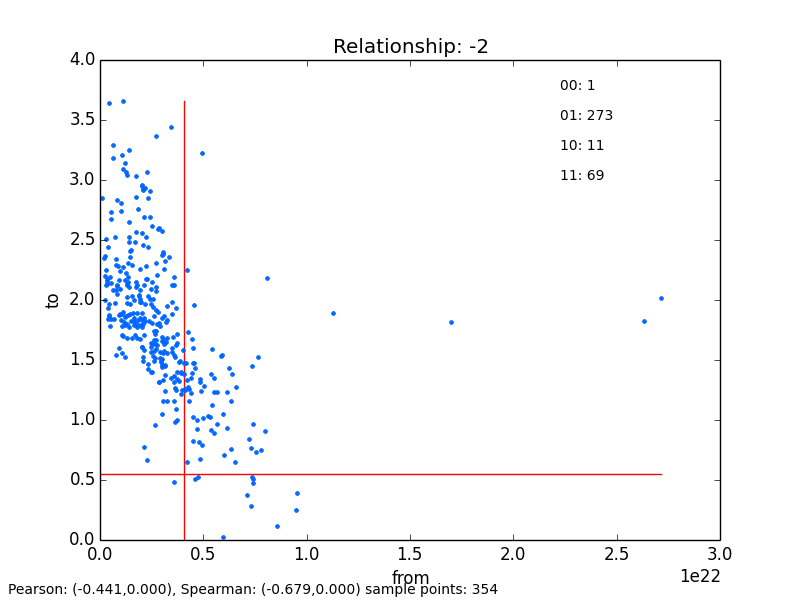 Relationship: -2
4.0
3.5
3.0
2.5
2.0
1.5
1.0
0.5
0.0
to
00: 1
01: 273
10: 11
11: 69
0.0 0.5 1.0 1.5 2.0 2.5 3.0
from
1e22
Pearson: (-0.441,0.000), Spearman: (-0.679,0.000) sample points: 354